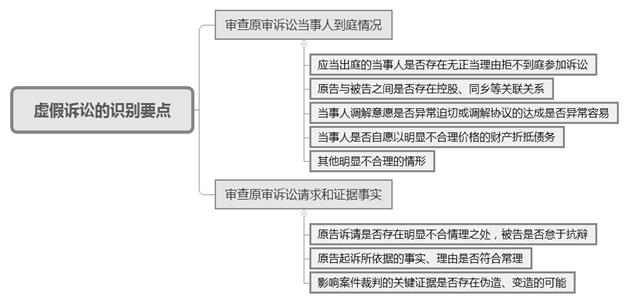 虚假诉讼的识别要点
审查原审诉讼当事人到庭情况
应当出庭的当事人是否存在无正当理由拒不到庭参加诉讼
原告与被告之间是否存在控股、同乡等关联关系
当事人调解意愿是否异常迫切或调解协议的达成是否异常容易
当事人是否自愿以明显不合理价格的财产折抵债务
其他明显不合理的情形
审查原审诉讼请求和证据事实
原告诉请是否存在明显不合情理之处，被告是否怠于抗辩
原告起诉所依据的事实、理由是否符合常理
影响案件裁判的关键证据是否存在伪造、变造的可能